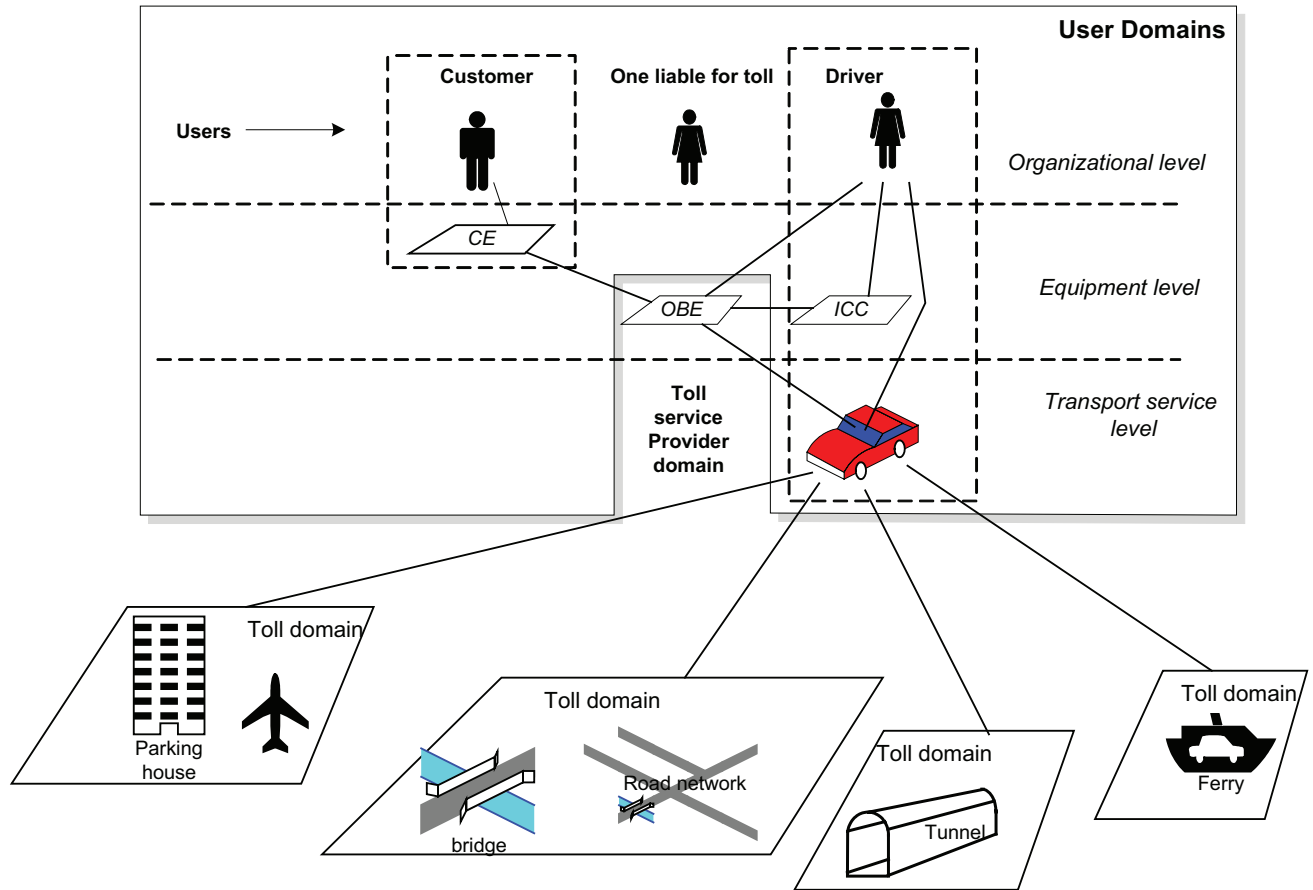 User Domains
Customer
One liable for toll
Driver
Users
Organizational level
CE
Equipment level
OBE
ICC
Toll
service
Provider
domain
Transport service
level
Toll domain
Parking
house
Toll domain
Road network
bridge
Toll domain
Tunnel
Toll domain
Ferry